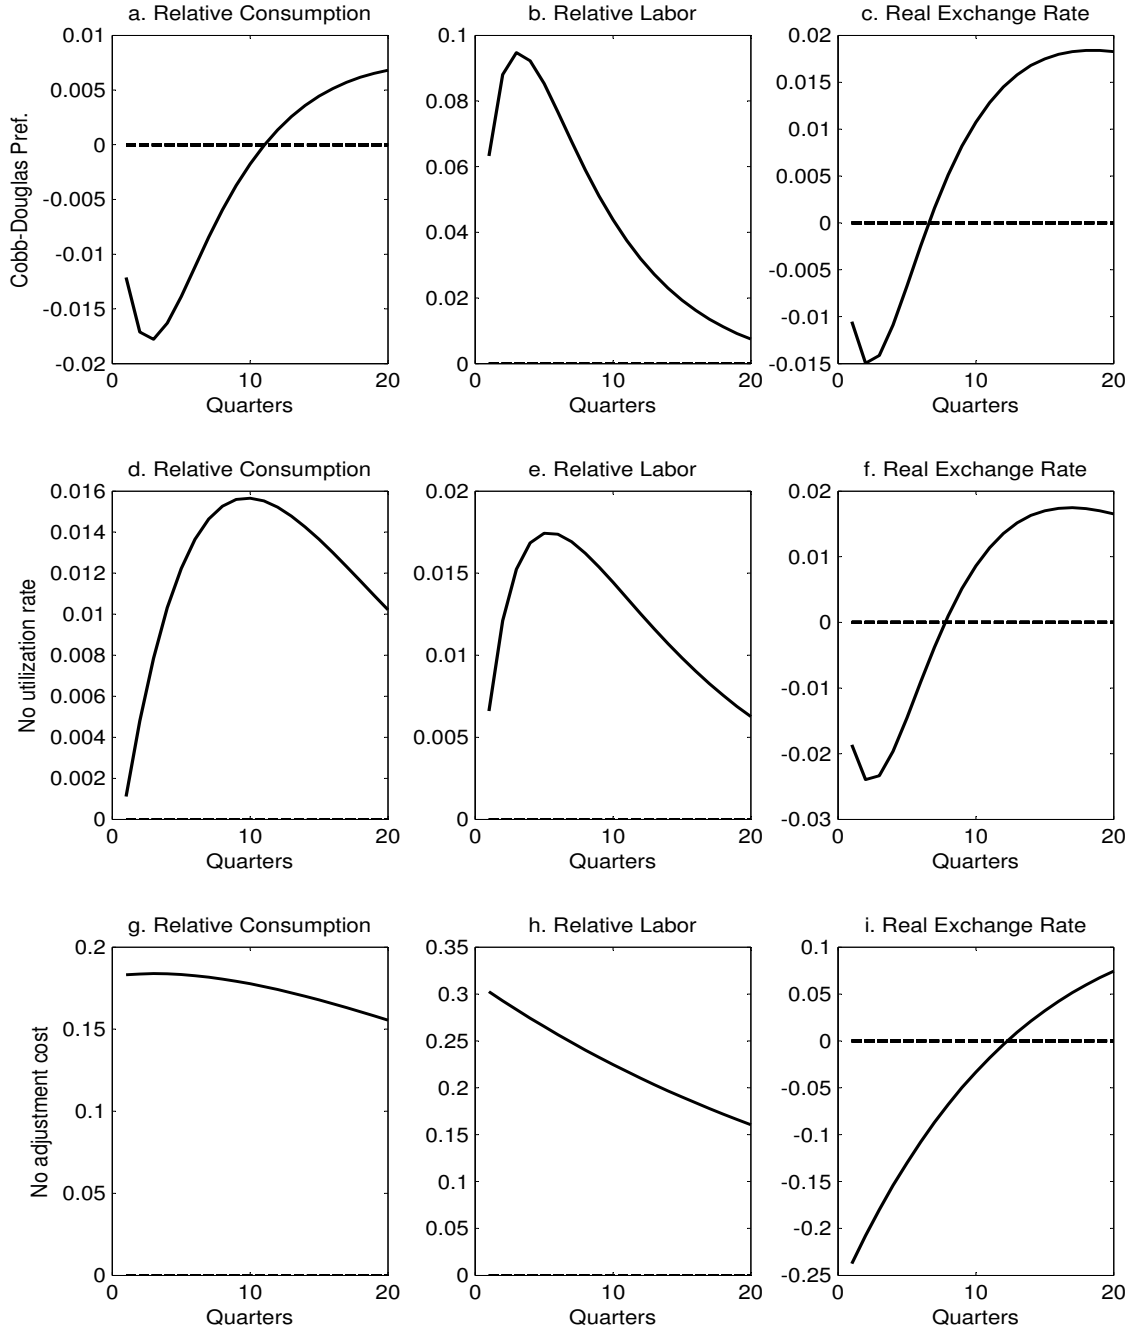 a. Relative Consumption
b. Relative Labor
c. Real Exchange Rate
Cobb-Douglas Pref.
0.01
0.005
0
-0.005
-0.01
-0.015
-0.02
0 10 20
Quarters
0.1
0.08
0.06
0.04
0.02
0
0 10 20
Quarters
0.02
0.015
0.01
0.005
0
-0.005
-0.01
-0.015
0 10 20
Quarters
d. Relative Consumption
e. Relative Labor
f. Real Exchange Rate
No utilization rate
0.016
0.014
0.012
0.01
0.008
0.006
0.004
0.002
0
0 10 20
Quarters
0.02
0.015
0.01
0.005
0
0 10 20
Quarters
0.02
0.01
0
-0.01
-0.02
-0.03
0 10 20
Quarters
g. Relative Consumption
h. Relative Labor
i. Real Exchange Rate
No adjustment cost
0.2
0.15
0.1
0.05
0
0 10 20
Quarters
0.35
0.3
0.25
0.2
0.15
0.1
0.05
0
0 10 20
Quarters
0.1
0.05
0
-0.05
-0.1
-0.15
-0.2
-0.25
0 10 20
Quarters